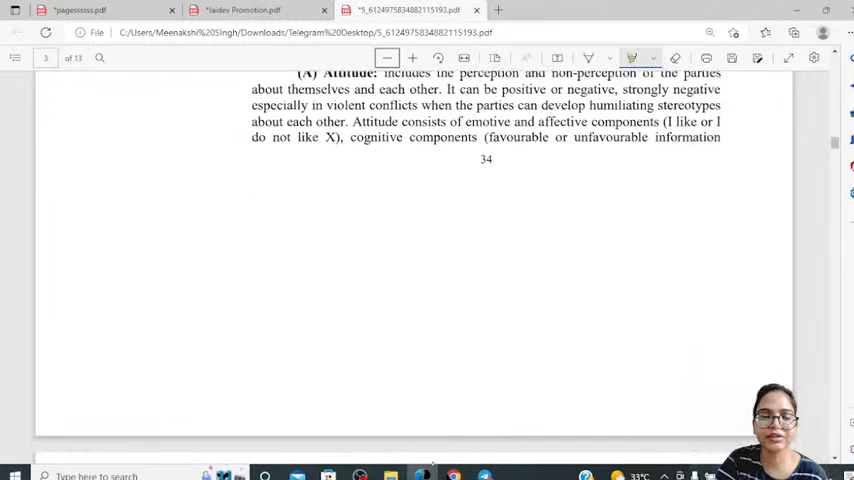 *pagesssss.pdf
*Jaidev Promotion.pdf
*5_6124975834882115193.pdf
File
C:/Users/Meenakshi%20SIngh/Downloads/Telegram%20Desktop/5_6124975834882115193.pdf
3 of 13
(A) Attitude: includes the perception and non-perception of the parties
about themselves and each other. It can be positive or negative, strongly negative
especially in violent conflicts when the parties can develop humiliating stereotypes
about each other. Attitude consists of emotive and affective components (I like or I
do not like X), cognitive components (favourable or unfavourable information
34
Type here to search
33°C